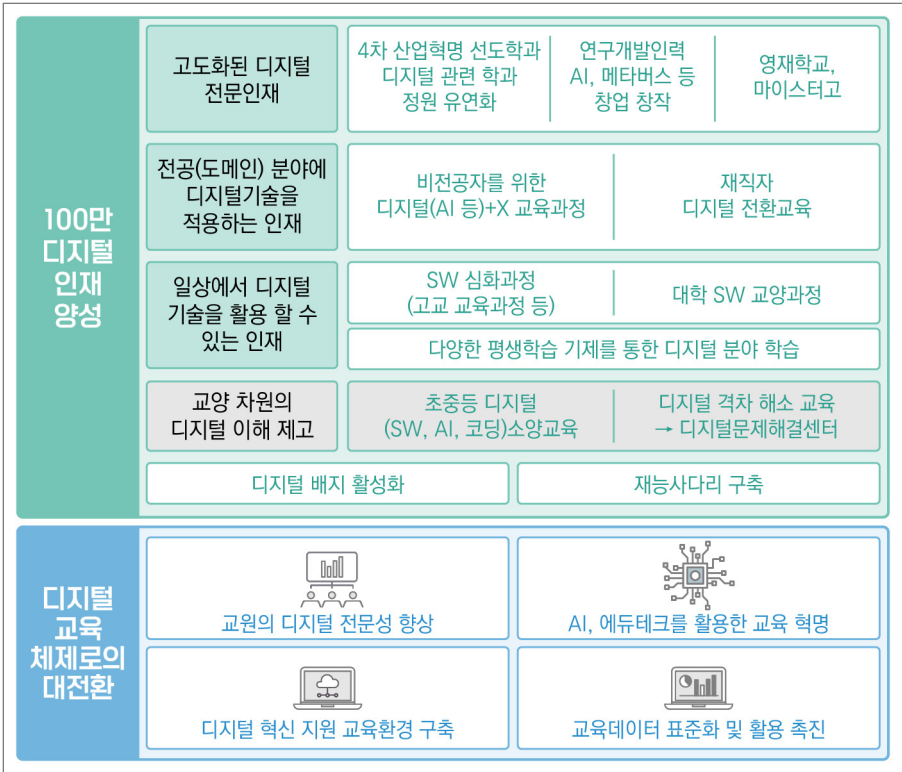 100만
디지털
인재
양성
고도화된 디지털
전문인재
4차 산업혁명 선도학과
디지털 관련 학과
정원 유연화
연구개발인력
AI, 메타버스 등
창업 창작
영재학교,
마이스터고
전공(도메인) 분야에
디지털기술을
적용하는 인재
비전공자를 위한
디지털(AI 등)+X 교육과정
재직자
디지털 전환교육
일상에서 디지털
기술을 활용 할 수
있는 인재
SW 심화과정
(고교 교육과정 등)
대학 SW 교양과정
다양한 평생학습 기제를 통한 디지털 분야 학습
교양 차원의
디지털 이해 제고
초중등 디지털
(SW, AI, 코딩)소양교육
디지털 격차 해소 교육
→ 디지털문제해결센터
디지털 배지 활성화
재능사다리 구축
디지털
교육
체제로의
대전환
교원의 디지털 전문성 향상
AI, 에듀테크를 활용한 교육 혁명
디지털 혁신 지원 교육환경 구축
교육데이터 표준화 및 활용 촉진